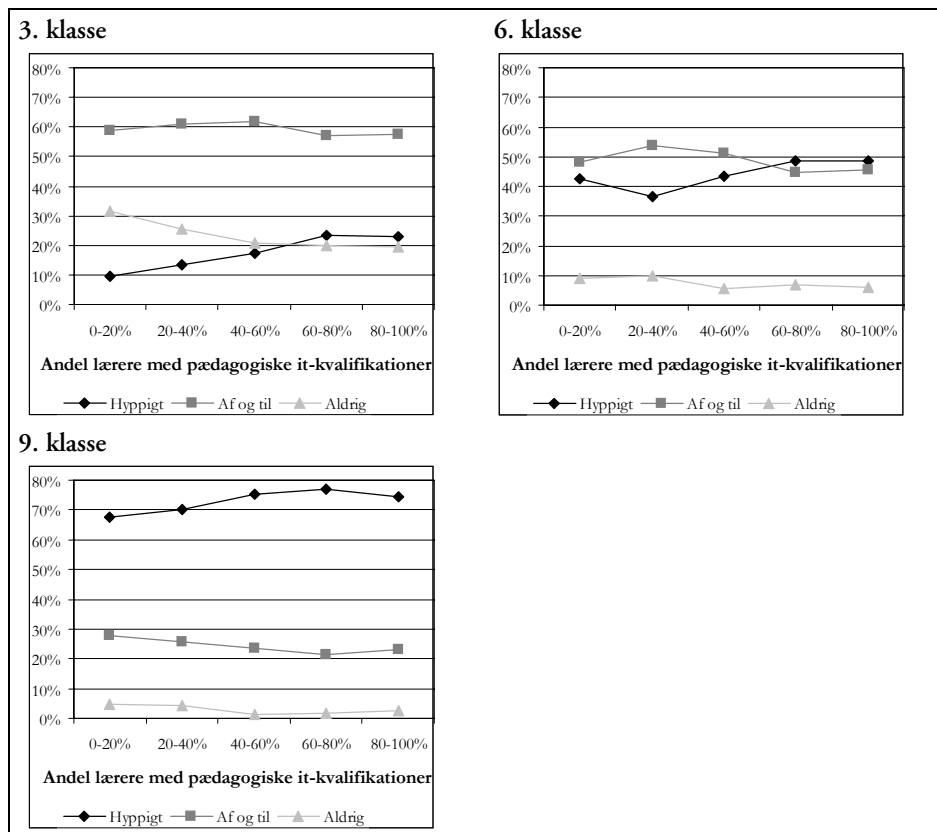 3. klasse
80%
70%
60%
50%
40%
30%
20%
10%
0%
0-20% 20-40% 40-60% 60-80% 80-100%
Andel lærere med pædagogiske it-kvalifikationer
Hyppigt Af og til Aldrig
6. klasse
80%
70%
60%
50%
40%
30%
20%
10%
0%
0-20% 20-40% 40-60% 60-80% 80-100%
Andel lærere med pædagogiske it-kvalifikationer
Hyppigt Af og til Aldrig
9. klasse
80%
70%
60%
50%
40%
30%
20%
10%
0%
0-20% 20-40% 40-60% 60-80% 80-100%
Andel lærere med pædagogiske it-kvalifikationer
Hyppigt Af og til Aldrig